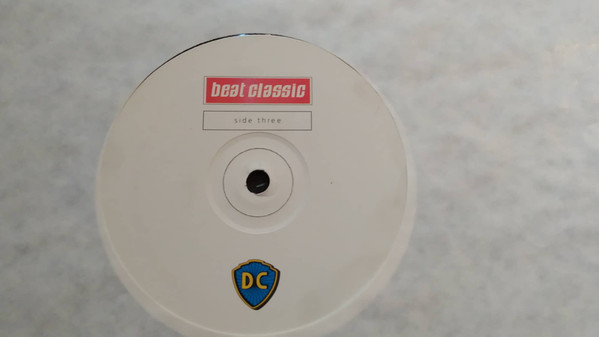 beat classic
side three
DC